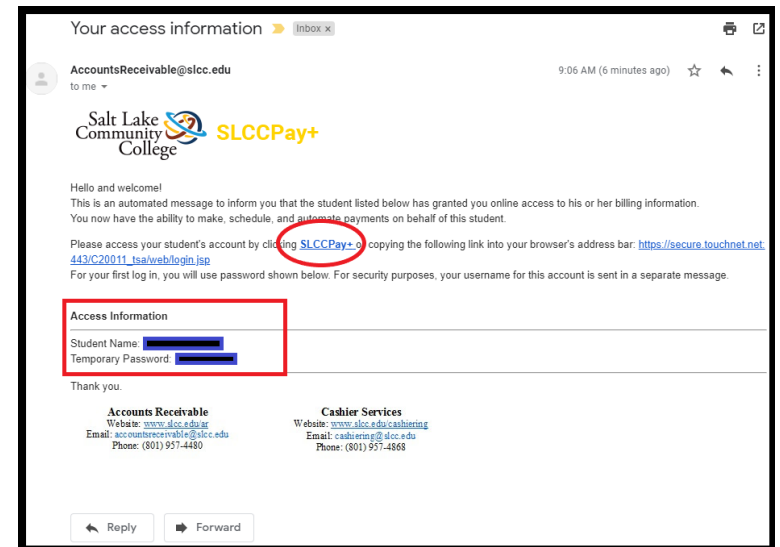 Your access information
Inbox x
AccountsReceivable@slcc.edu
9:06 AM (6 minutes ago)
to me
Salt Lake
Community
College
SLCCPay+
Hello and welcome!
This is an automated message to inform you that the student listed below has granted you online access to his or her billing information.
You now have the ability to make, schedule, and automate payments on behalf of this student.
Please access your student's account by clicking SLCCPay+ or copying the following link into your browser's address bar: https://secure.touchnet.net:
443/C20011_tsa/web/login.jsp
For your first log in, you will use password shown below. For security purposes, your username for this account is sent in a separate message.
Access Information
Student Name:
Temporary Password:
Thank you.
Accounts Receivable
Website: www.slcc.edu/ar
Email: accountsreceivable@slcc.edu
Phone: (801) 957-4480
Cashier Services
Website: www.slcc.edu/cashiering
Email: cashiering@slcc.edu
Phone: (801) 957-4868
Reply
Forward